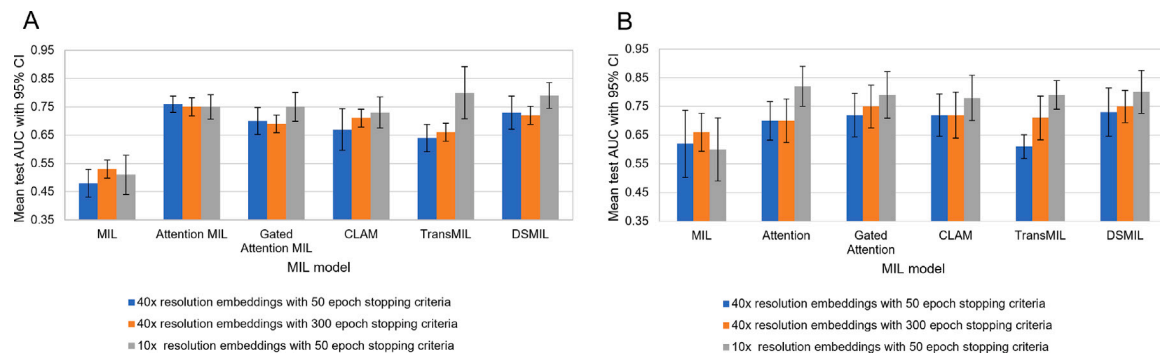 A
Mean test AUC with 95% CI
0.95
0.85
0.75
0.65
0.55
0.45
0.35
MIL
Attention MIL
Gated
Attention MIL
CLAM
TransMIL
DSMIL
MIL model
40x resolution embeddings with 50 epoch stopping criteria
40x resolution embeddings with 300 epoch stopping criteria
10x resolution embeddings with 50 epoch stopping criteria
B
Mean test AUC with 95% CI
0.95
0.85
0.75
0.65
0.55
0.45
0.35
MIL
Attention
Gated
Attention
CLAM
TransMIL
DSMIL
MIL model
40x resolution embeddings with 50 epoch stopping criteria
40x resolution embeddings with 300 epoch stopping criteria
10x resolution embeddings with 50 epoch stopping criteria